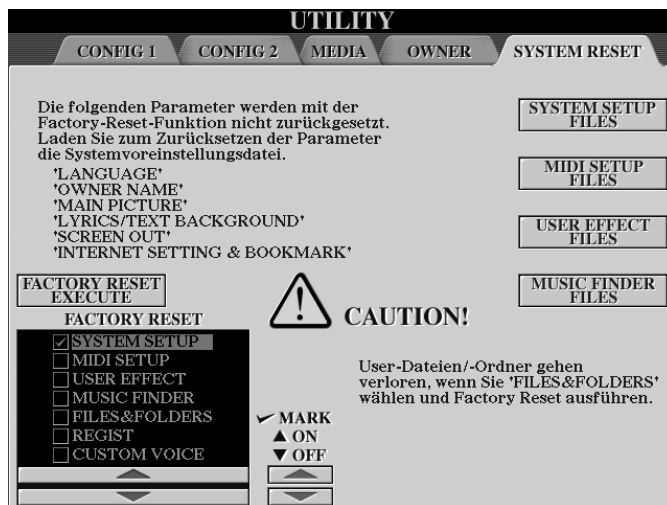 UTILITY
CONFIG 1
CONFIG 2
MEDIA
OWNER
SYSTEM RESET
Die folgenden Parameter werden mit der
Factory-Reset-Funktion nicht zurückgesetzt.
Laden Sie zum Zurücksetzen der Parameter
die Systemvoreinstellungsdatei.
'LANGUAGE'
'OWNER NAME'
'MAIN PICTURE'
'LYRICS/TEXT BACKGROUND'
'SCREEN OUT'
'INTERNET SETTING & BOOKMARK'
SYSTEM SETUP
FILES
MIDI SETUP
FILES
USER EFFECT
FILES
MUSIC FINDER
FILES
FACTORY RESET
EXECUTE
FACTORY RESET
SYSTEM SETUP
MIDI SETUP
USER EFFECT
MUSIC FINDER
FILES&FOLDERS
REGIST
CUSTOM VOICE
MARK
▲ ON
▼ OFF
CAUTION!
User-Dateien/-Ordner gehen
verloren, wenn Sie 'FILES&FOLDERS'
wählen und Factory Reset ausführen.